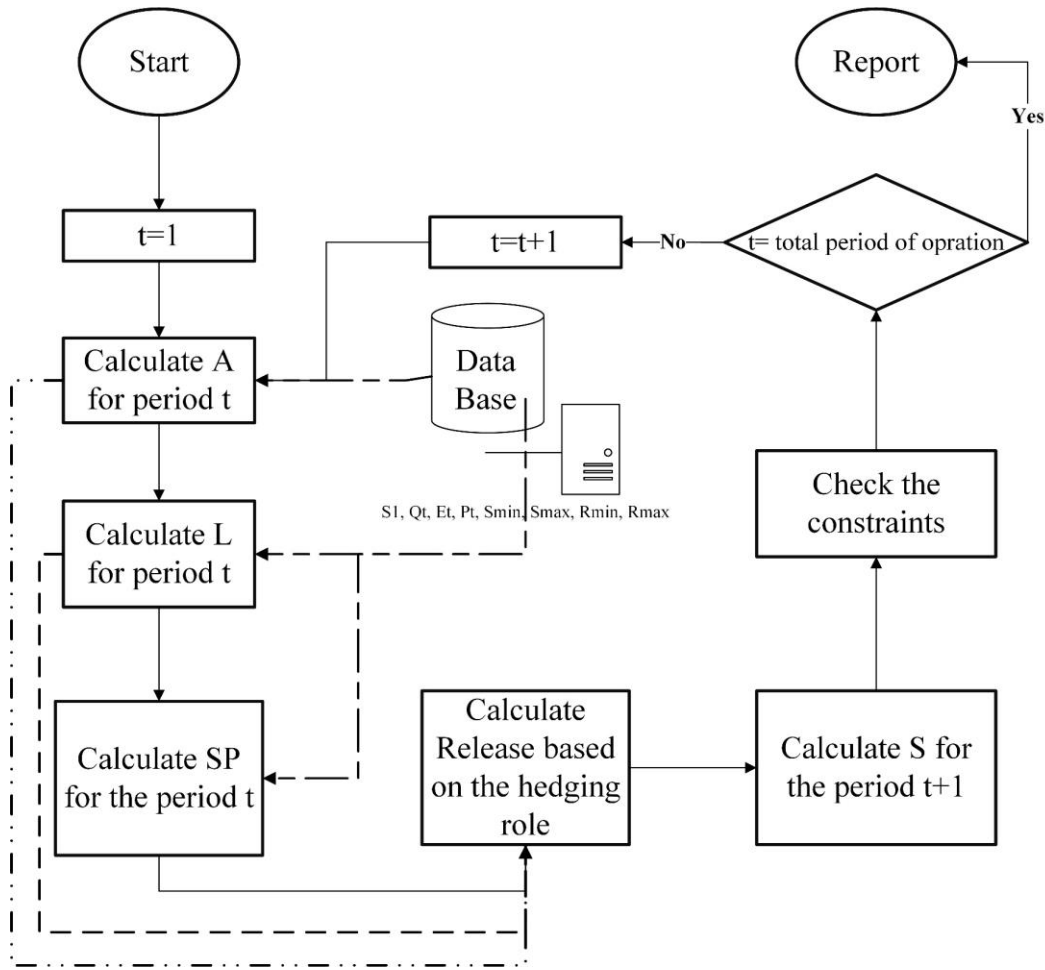 Start
Report
Yes
t=1
t=t+1
No
t= total period of opration
Calculate A
for period t
Data
Base
S1, Qt, Et, Pt, Smin, Smax, Rmin, Rmax
Check the
constraints
Calculate L
for period t
Calculate SP
for the period t
Calculate
Release based
on the hedging
role
Calculate S for
the period t+1